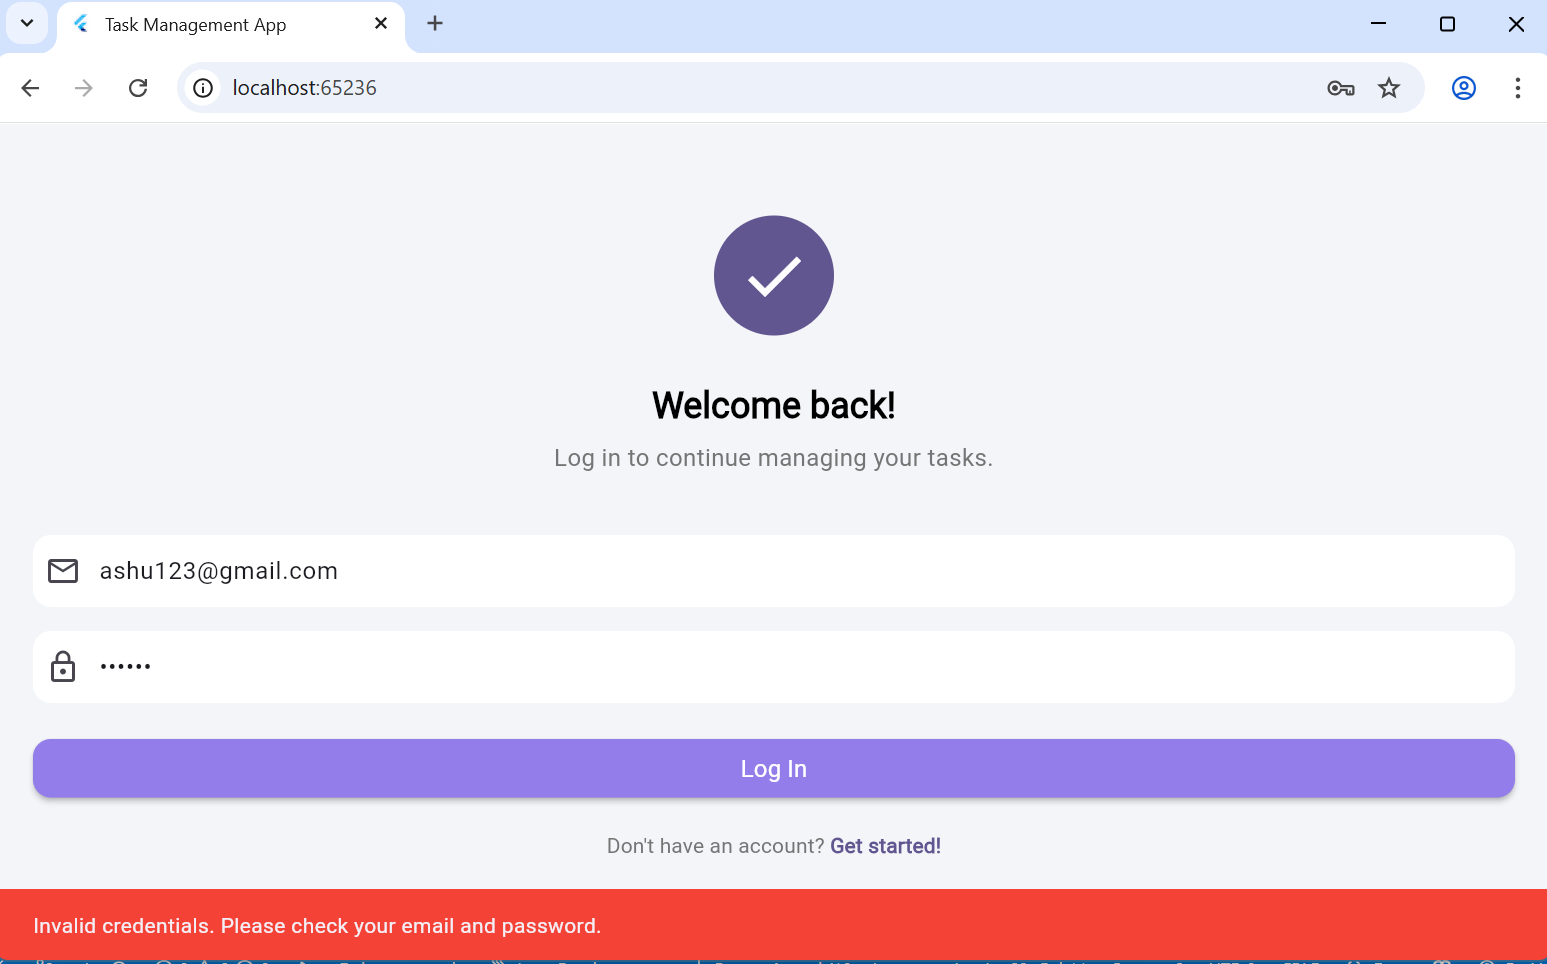 Task Management App
localhost:65236
Welcome back!
Log in to continue managing your tasks.
ashu123@gmail.com
••••••
Log In
Don't have an account? Get started!
Invalid credentials. Please check your email and password.